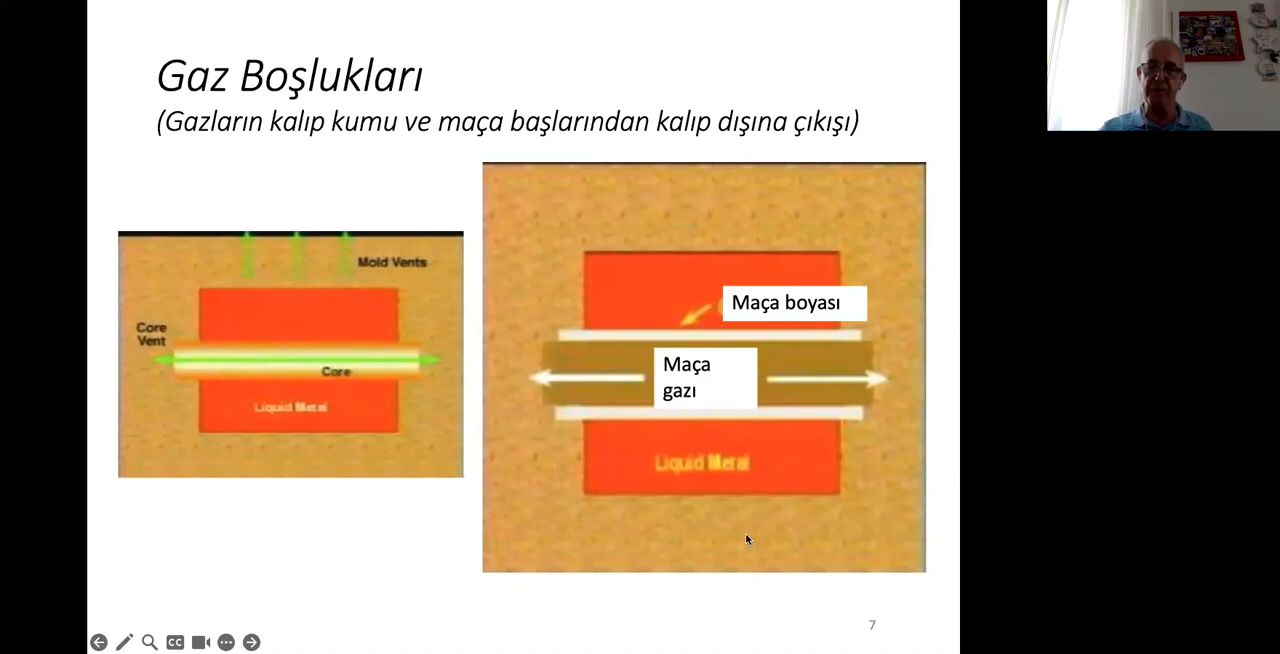 Gaz Boşlukları
(Gazların kalıp kumu ve maça başlarından kalıp dışına çıkışı)
Mold Vents
Core
Vent
Core
Liquid Metal
Maça boyası
Maça
gazı
Liquid Metal
7
CC